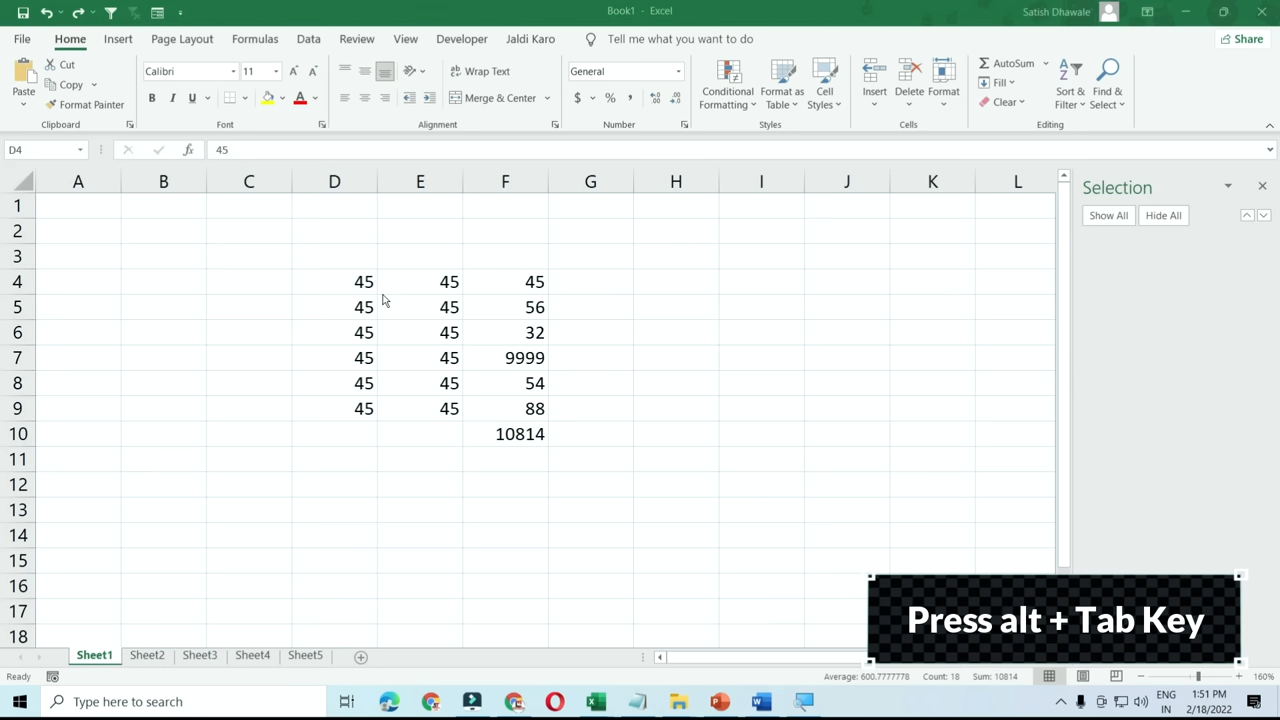 Book1 - Excel
Satish Dhawale
File Home Insert Page Layout Formulas Data Review View Developer Jaldi Karo Tell me what you want to do Share
Paste
Cut
Copy
Format Painter
Clipboard
Calibri 11
B I U
Font
Wrap Text
Merge & Center
Alignment
General
$ % ,
Number
Conditional Formatting
Format as Table
Cell Styles
Styles
Insert Delete Format
Cells
AutoSum
Fill
Clear
Sort & Filter
Find & Select
Editing
D4 fx 45
A B C D E F G H I J K L
1
2
3
4 45 45 45
5 45 45 56
6 45 45 32
7 45 45 9999
8 45 45 54
9 45 45 88
10 10814
11
12
13
14
15
16
17
18
Selection
Show All Hide All
Press alt + Tab Key
Sheet1 Sheet2 Sheet3 Sheet4 Sheet5
Ready Average: 600.7777778 Count: 18 Sum: 10814 160%
Type here to search
ENG
IN
1:51 PM
2/18/2022